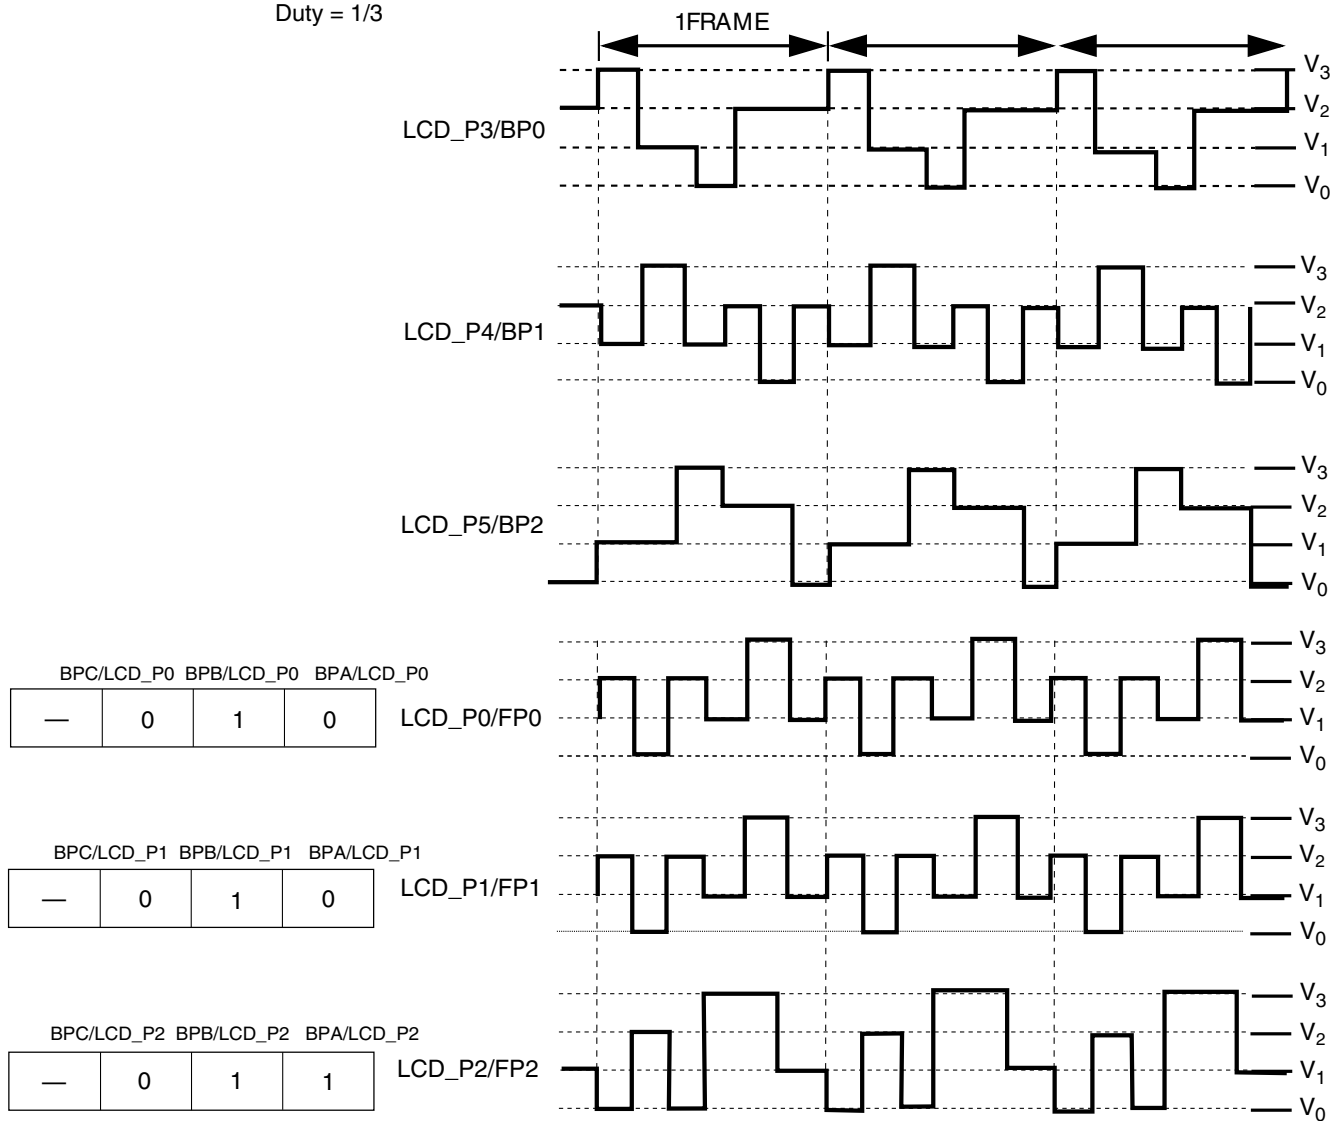 Duty = 1/3
1FRAME
LCD_P3/BP0
V3
V2
V1
V0
LCD_P4/BP1
V3
V2
V1
V0
LCD_P5/BP2
V3
V2
V1
V0
BPC/LCD_P0 BPB/LCD_P0 BPA/LCD_P0
— 0 1 0
LCD_P0/FP0
V3
V2
V1
V0
BPC/LCD_P1 BPB/LCD_P1 BPA/LCD_P1
— 0 1 0
LCD_P1/FP1
V3
V2
V1
V0
BPC/LCD_P2 BPB/LCD_P2 BPA/LCD_P2
— 0 1 1
LCD_P2/FP2
V3
V2
V1
V0